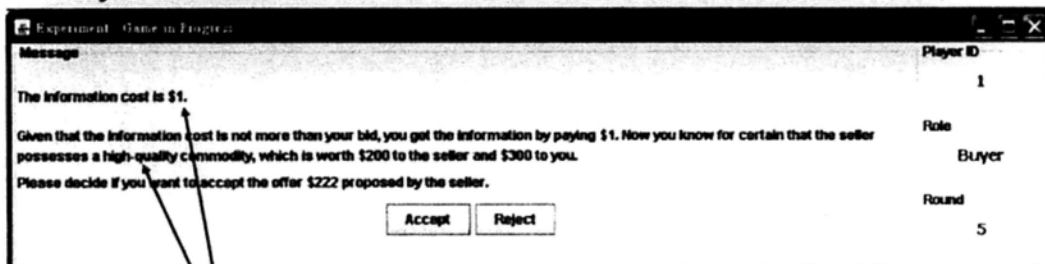 Experiment Game in Progress
Message
Player ID
1
The information cost is $1.
Given that the information cost is not more than your bid, you get the information by paying $1. Now you know for certain that the seller
Role
possesses a high-quality commodity, which is worth $200 to the seller and $300 to you.
Buyer
Please decide if you want to accept the offer $222 proposed by the seller.
Round
Accept Reject
5